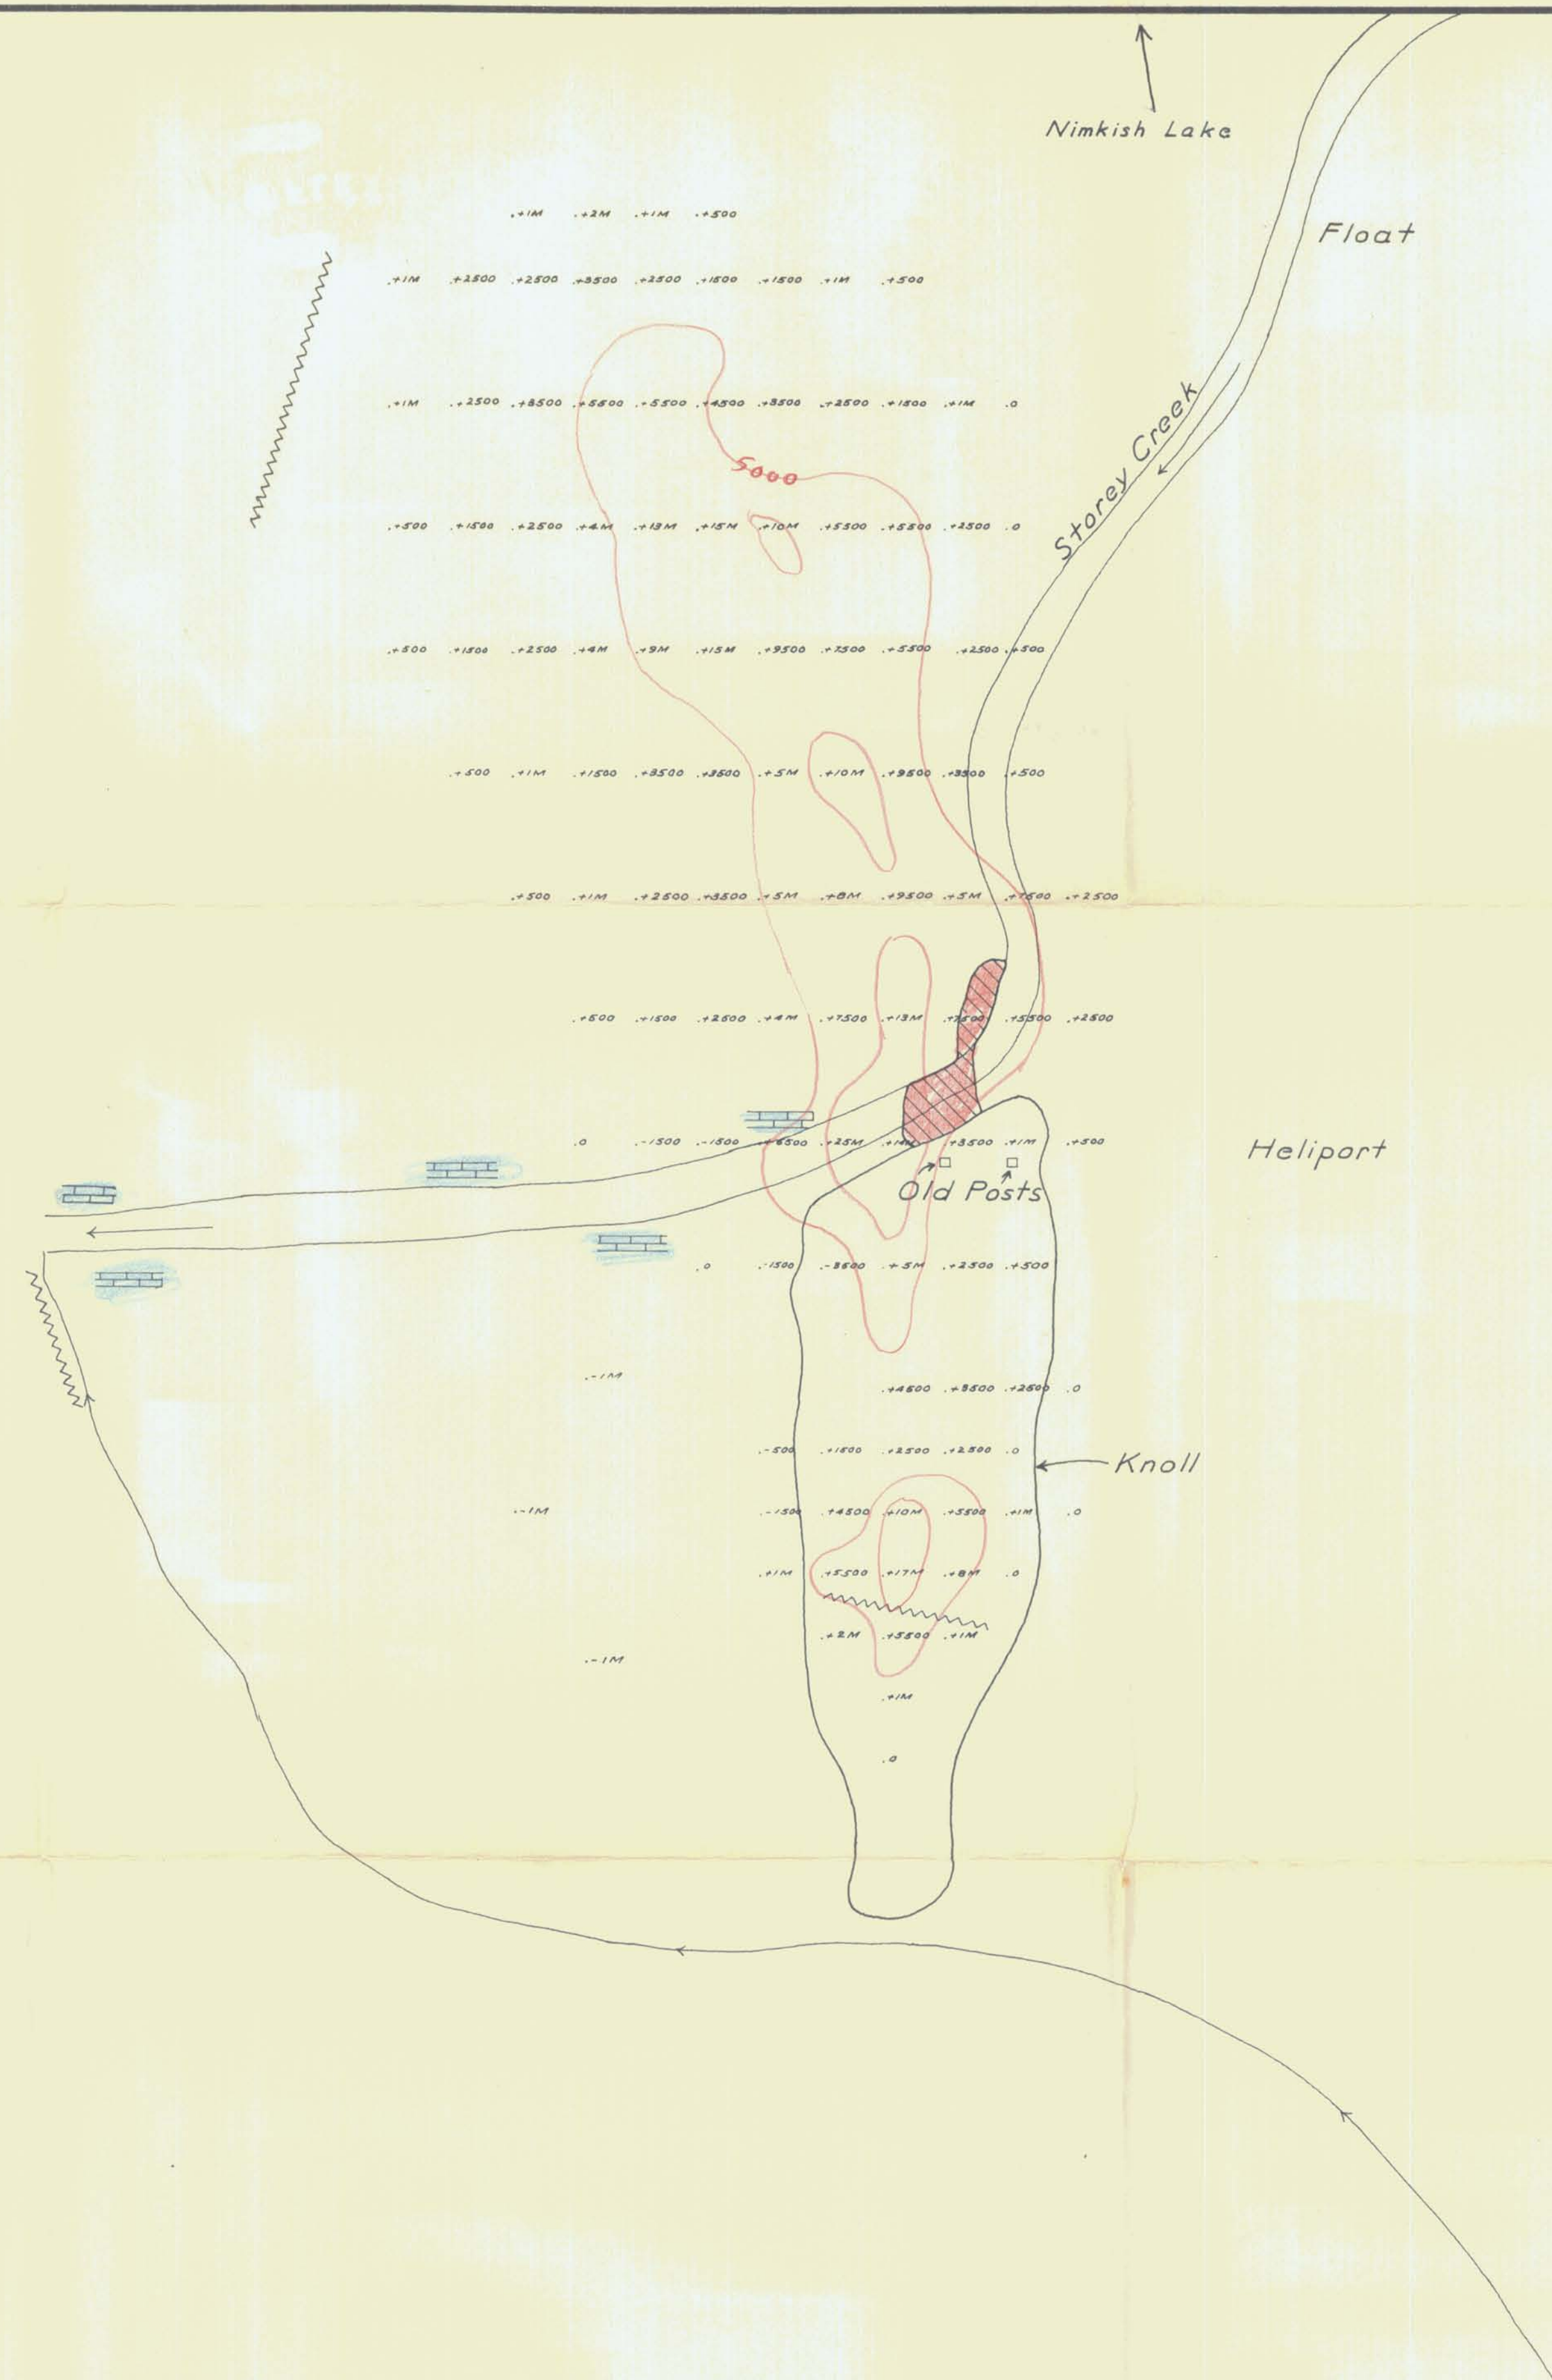 Nimkish Lake
.+1M .+2M .+1M .+500
Float
.+1M .+2500 .+2500 .+3500 .+2500 .+1500 .+1500 .+1M .+500
.+1M .+2500 .+3500 .+5500 .+5500 .+4500 .+3500 .+2500 .+1500 .+1M .0
Storey Creek
5000
.+500 .+1500 .+2500 .+4M .+13M .+15M .+10M .+5500 .+5500 .+2500 .0
.+500 .+1500 .+2500 .+4M .+9M .+15M .+9500 .+7500 .+5500 .+2500 .+500
.+500 .+1M .+1500 .+3500 .+3500 .+5M .+10M .+9500 .+3500 .+500
.+500 .+1M .+2500 .+3500 .+5M .+8M .+9500 .+5M .+7500 .+2500
.+500 .+1500 .+2500 .+4M .+7500 .+13M .+7500 .+5500 .+2500
.0 .-1500 .-1500 .+6500 .+25M .+3500 .+1M .+500
Heliport
Old Posts
.0 .-1500 .-3500 .+5M .+2500 .+500
.-1M
.+4500 .+3500 .+2500 .0
.-500 .+1500 .+2500 .+2500 .0
Knoll
.-1M .-1500 .+4500 .+10M .+5500 .+1M .0
.+1M .+5500 .+17M .+8M .0
.+2M .+5500 .+1M
.-1M
.+1M
.0